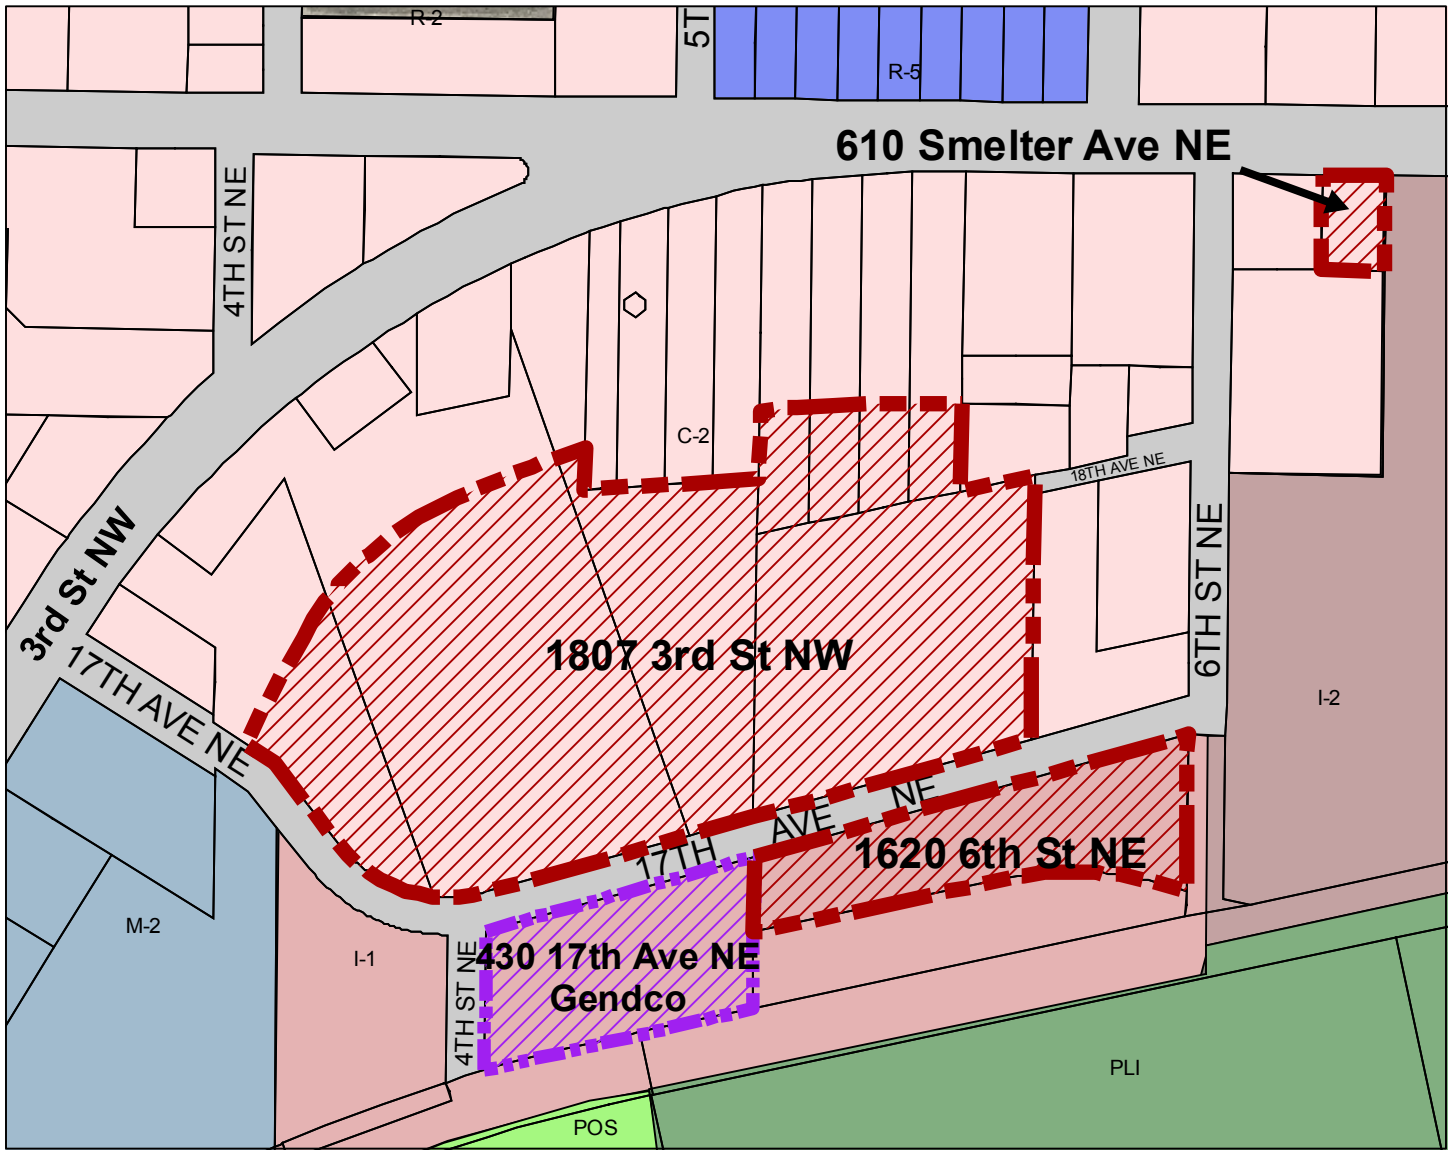 R-2
5T
R-5
610 Smelter Ave NE
4TH ST NE
C-2
18TH AVE NE
3rd St NW
6TH ST NE
17TH AVE NE
1807 3rd St NW
I-2
17TH AVE NE
1620 6th St NE
M-2
I-1
4TH ST NE
430 17th Ave NE
Gendco
PLI
POS